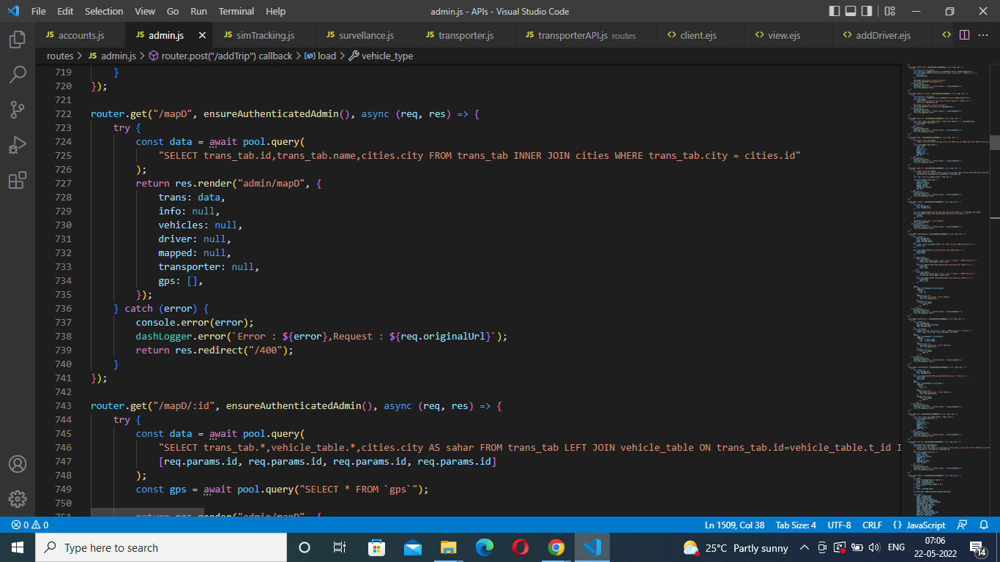 File Edit Selection View Go Run Terminal Help admin.js - APIs - Visual Studio Code
JS accounts.js JS admin.js JS simTracking.js JS survellance.js JS transporter.js JS transporterAPI.js routes <> client.ejs <> view.ejs <> addDriver.ejs <>
routes > JS admin.js > router.post("/addTrip") callback > load > vehicle_type
719 }
720 });
721
722 router.get("/mapD", ensureAuthenticatedAdmin(), async (req, res) => {
723 try {
724 const data = await pool.query(
725 "SELECT trans_tab.id,trans_tab.name,cities.city FROM trans_tab INNER JOIN cities WHERE trans_tab.city = cities.id"
726 );
727 return res.render("admin/mapD", {
728 trans: data,
729 info: null,
730 vehicles: null,
731 driver: null,
732 mapped: null,
733 transporter: null,
734 gps: [],
735 });
736 } catch (error) {
737 console.error(error);
738 dashLogger.error(`Error : ${error},Request : ${req.originalUrl}`);
739 return res.redirect("/400");
740 }
741 });
742
743 router.get("/mapD/:id", ensureAuthenticatedAdmin(), async (req, res) => {
744 try {
745 const data = await pool.query(
746 "SELECT trans_tab.*,vehicle_table.*,cities.city AS sahar FROM trans_tab LEFT JOIN vehicle_table ON trans_tab.id=vehicle_table.t_id I
747 [req.params.id, req.params.id, req.params.id, req.params.id]
748 );
749 const gps = await pool.query("SELECT * FROM `gps`");
750
751 return res.render("admin/mapD", {
0 0 Ln 1509, Col 38 Tab Size: 4 UTF-8 CRLF {} JavaScript
Type here to search 25°C Partly sunny ENG 07:06
22-05-2022 14